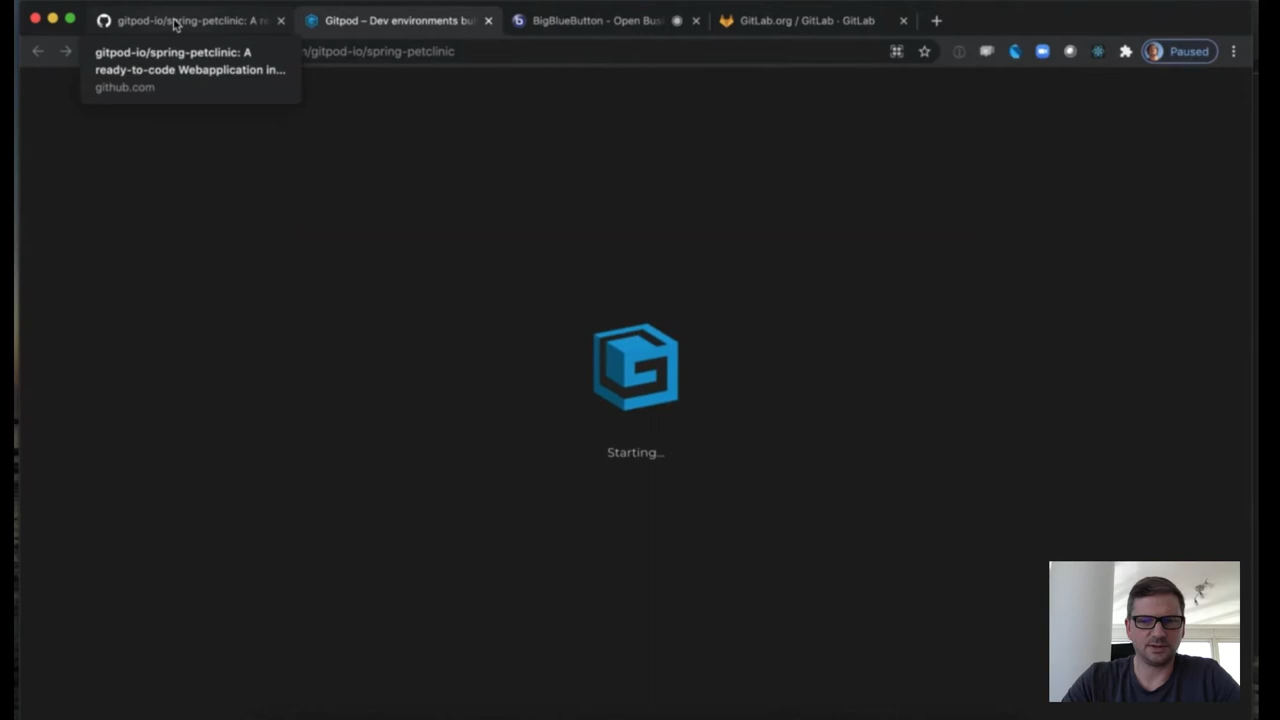 gitpod-io/spring-petclinic: A re
Gitpod – Dev environments bu
BigBlueButton - Open Bus
GitLab.org / GitLab · GitLab
gitpod-io/spring-petclinic: A
ready-to-code Webapplication in...
github.com
/gitpod-io/spring-petclinic
Paused
Starting...